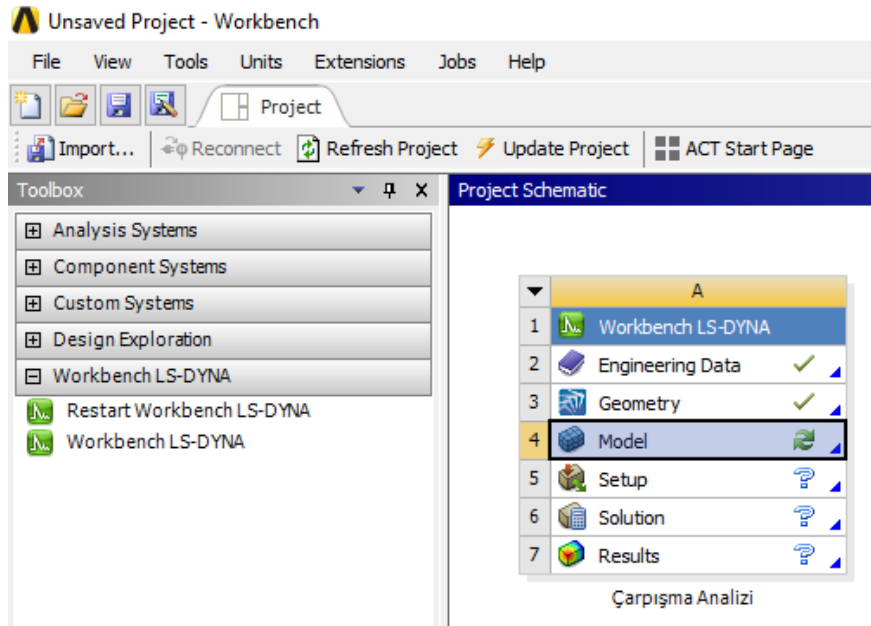 Unsaved Project - Workbench
File View Tools Units Extensions Jobs Help
Project
Import... Reconnect Refresh Project Update Project ACT Start Page
Toolbox
Analysis Systems
Component Systems
Custom Systems
Design Exploration
Workbench LS-DYNA
Restart Workbench LS-DYNA
Workbench LS-DYNA
Project Schematic
A
1 Workbench LS-DYNA
2 Engineering Data
3 Geometry
4 Model
5 Setup
6 Solution
7 Results
Çarpışma Analizi